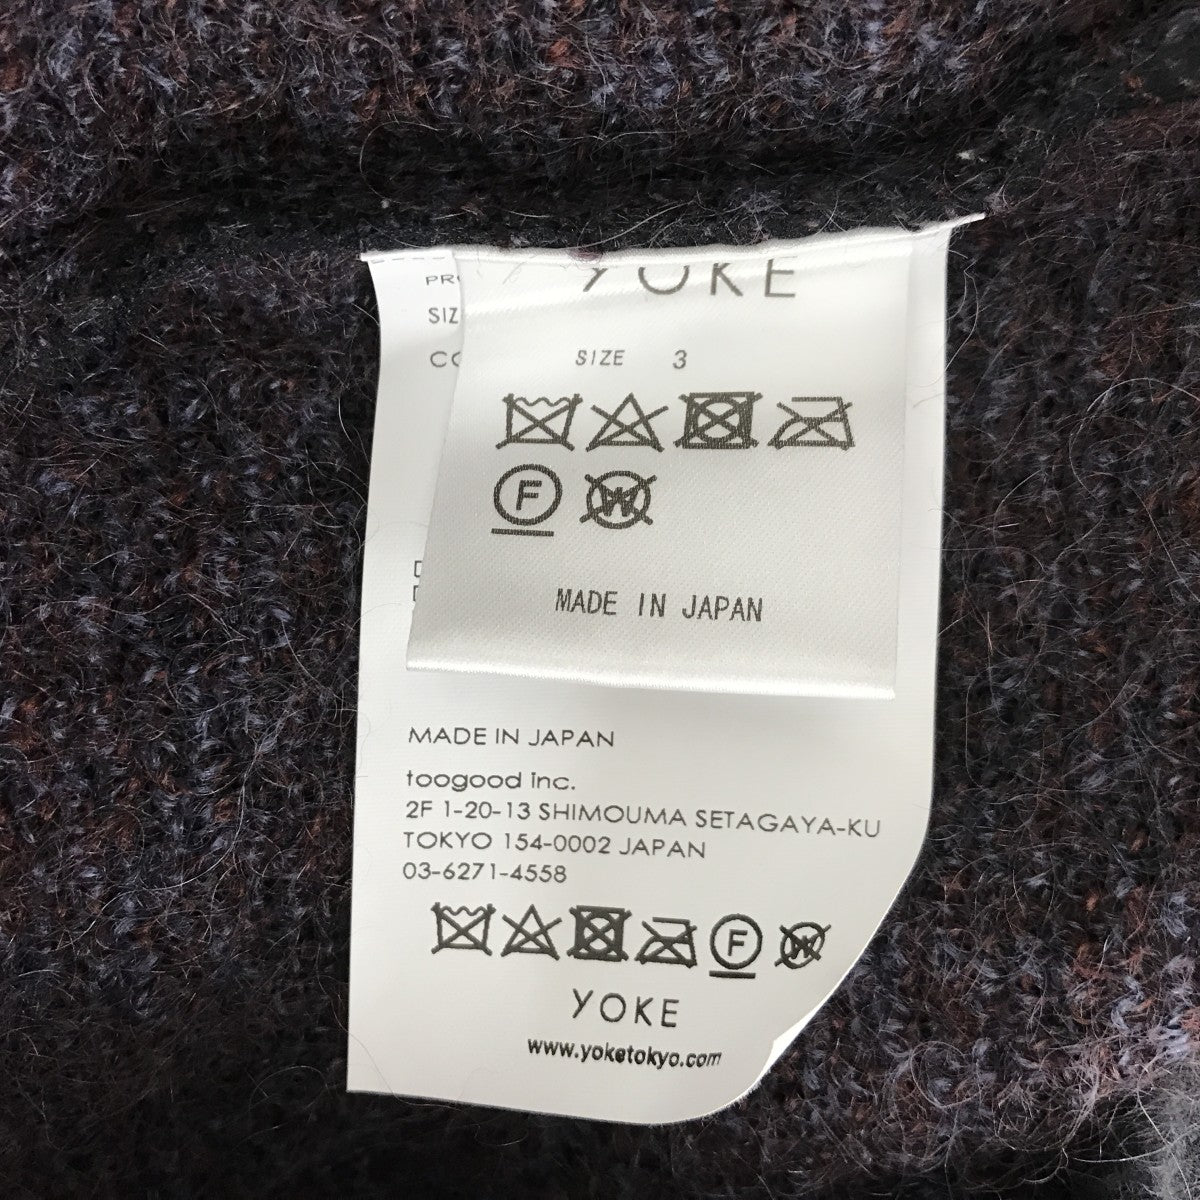 YOKE
SIZE 3
F
W
MADE IN JAPAN
MADE IN JAPAN
toogood inc.
2F 1-20-13 SHIMOUMA SETAGAYA-KU
TOKYO 154-0002 JAPAN
03-6271-4558
F W
YOKE
www.yoketokyo.com